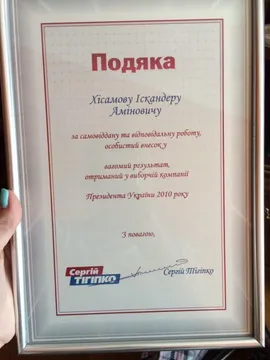 Подяка
Хісамову Іскандеру
Аміновичу
за самовіддану та відповідальну роботу,
особистий внесок у
вагомий результат,
отриманий у виборчій компанії
Президента України 2010 року
З повагою,
Сергій
Тігіпко
Сергій Тігіпко